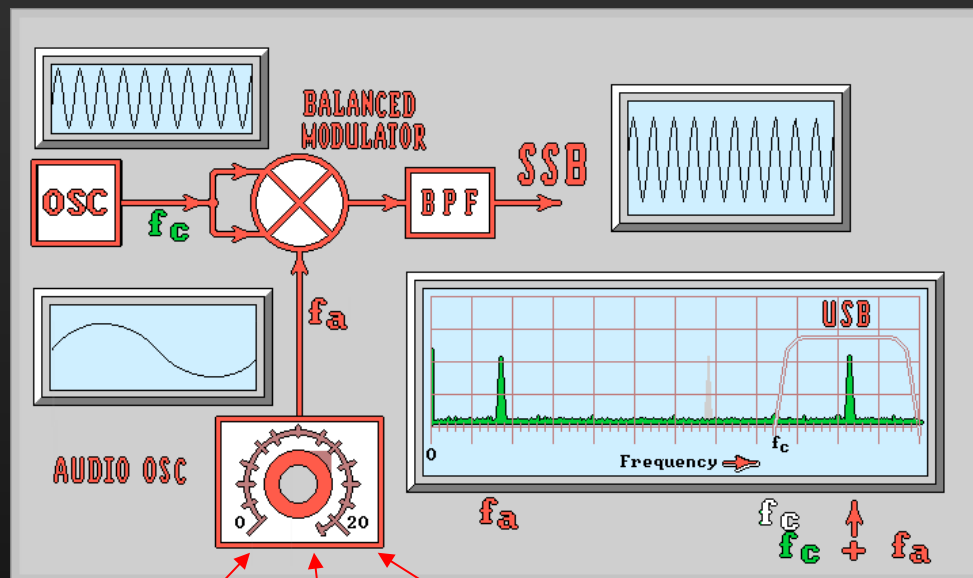 BALANCED
MODULATOR
SSB
OSC
BPF
fc
fa
USB
0
fc
Frequency
AUDIO OSC
0 20
fa
fc
fc + fa